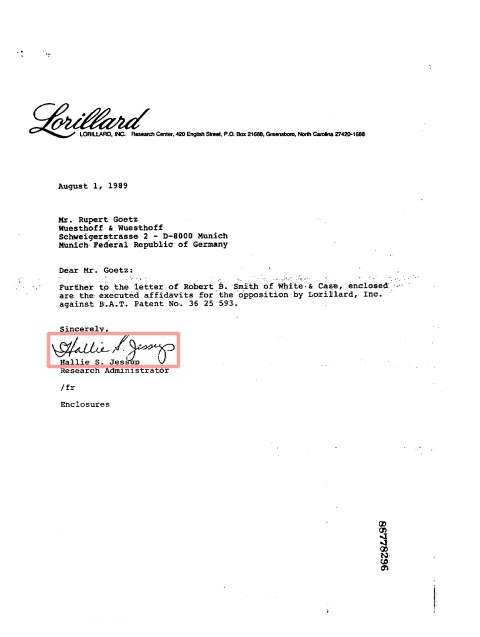 Lorillard
LORILLARD, INC. Research Center, 420 English Street, P.O. Box 21688, Greensboro, North Carolina 27420-1688
August 1, 1989
Mr. Rupert Goetz
Wuesthoff & Wuesthoff
Schweigerstrasse 2 - D-8000 Munich
Munich Federal Republic of Germany
Dear Mr. Goetz:
Further to the letter of Robert B. Smith of White & Case, enclosed
are the executed affidavits for the opposition by Lorillard, Inc.
against B.A.T. Patent No. 36 25 593.
Sincerely,
Hallie S. Jessup
Hallie S. Jessup
Research Administrator
/fr
Enclosures
88778296